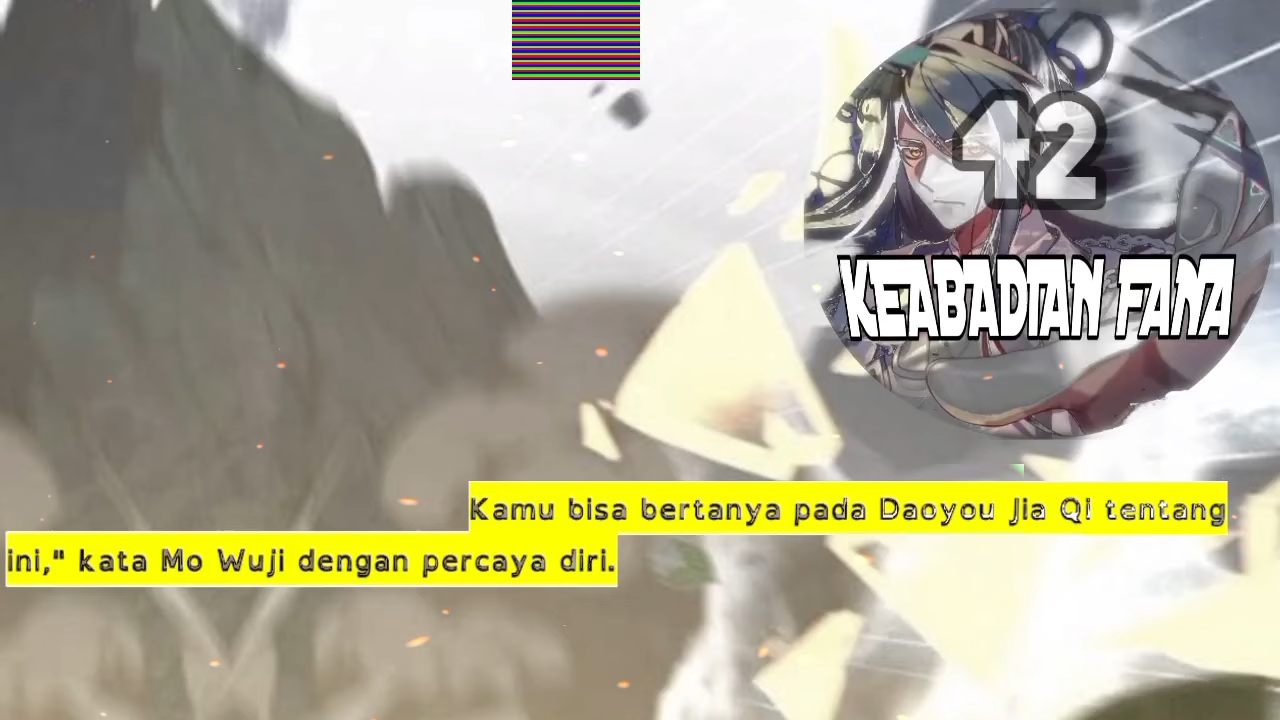 42
KEABADIAN FANA
Kamu bisa bertanya pada Daoyou Jia Qi tentang
ini," kata Mo Wuji dengan percaya diri.